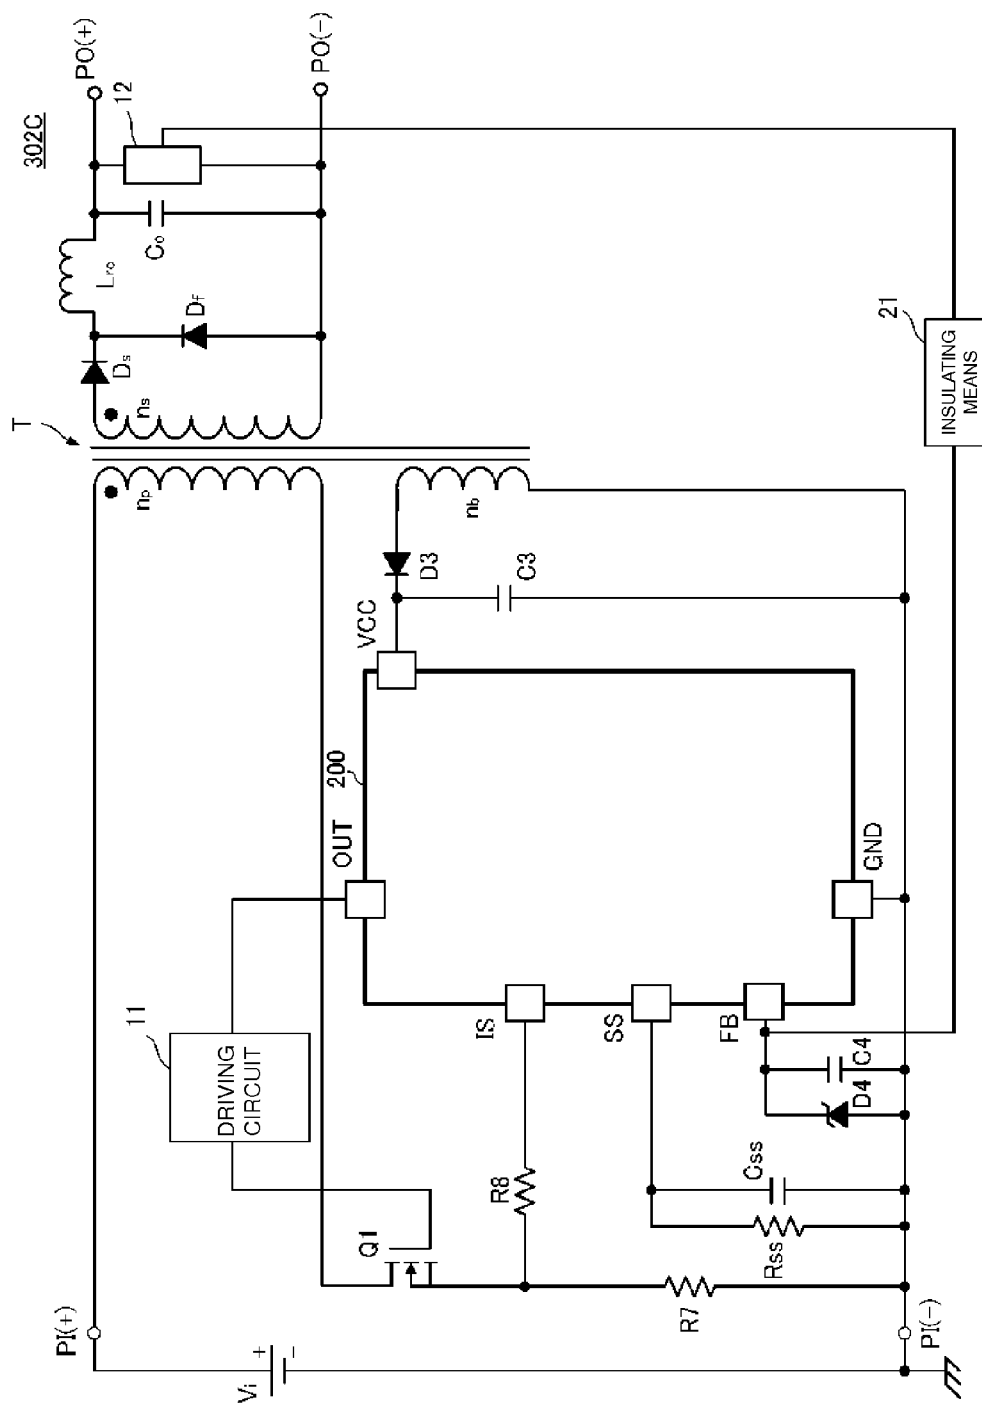 302C
T
PI(+)
PI(-)
PO(+)
PO(-)
Vi
+
-
11
DRIVING
CIRCUIT
Q1
np
ns
nb
Ds
Df
Lro
Co
12
OUT
200
VCC
D3
C3
IS
SS
FB
GND
R8
R7
Rss
Css
D4
C4
21
INSULATING
MEANS